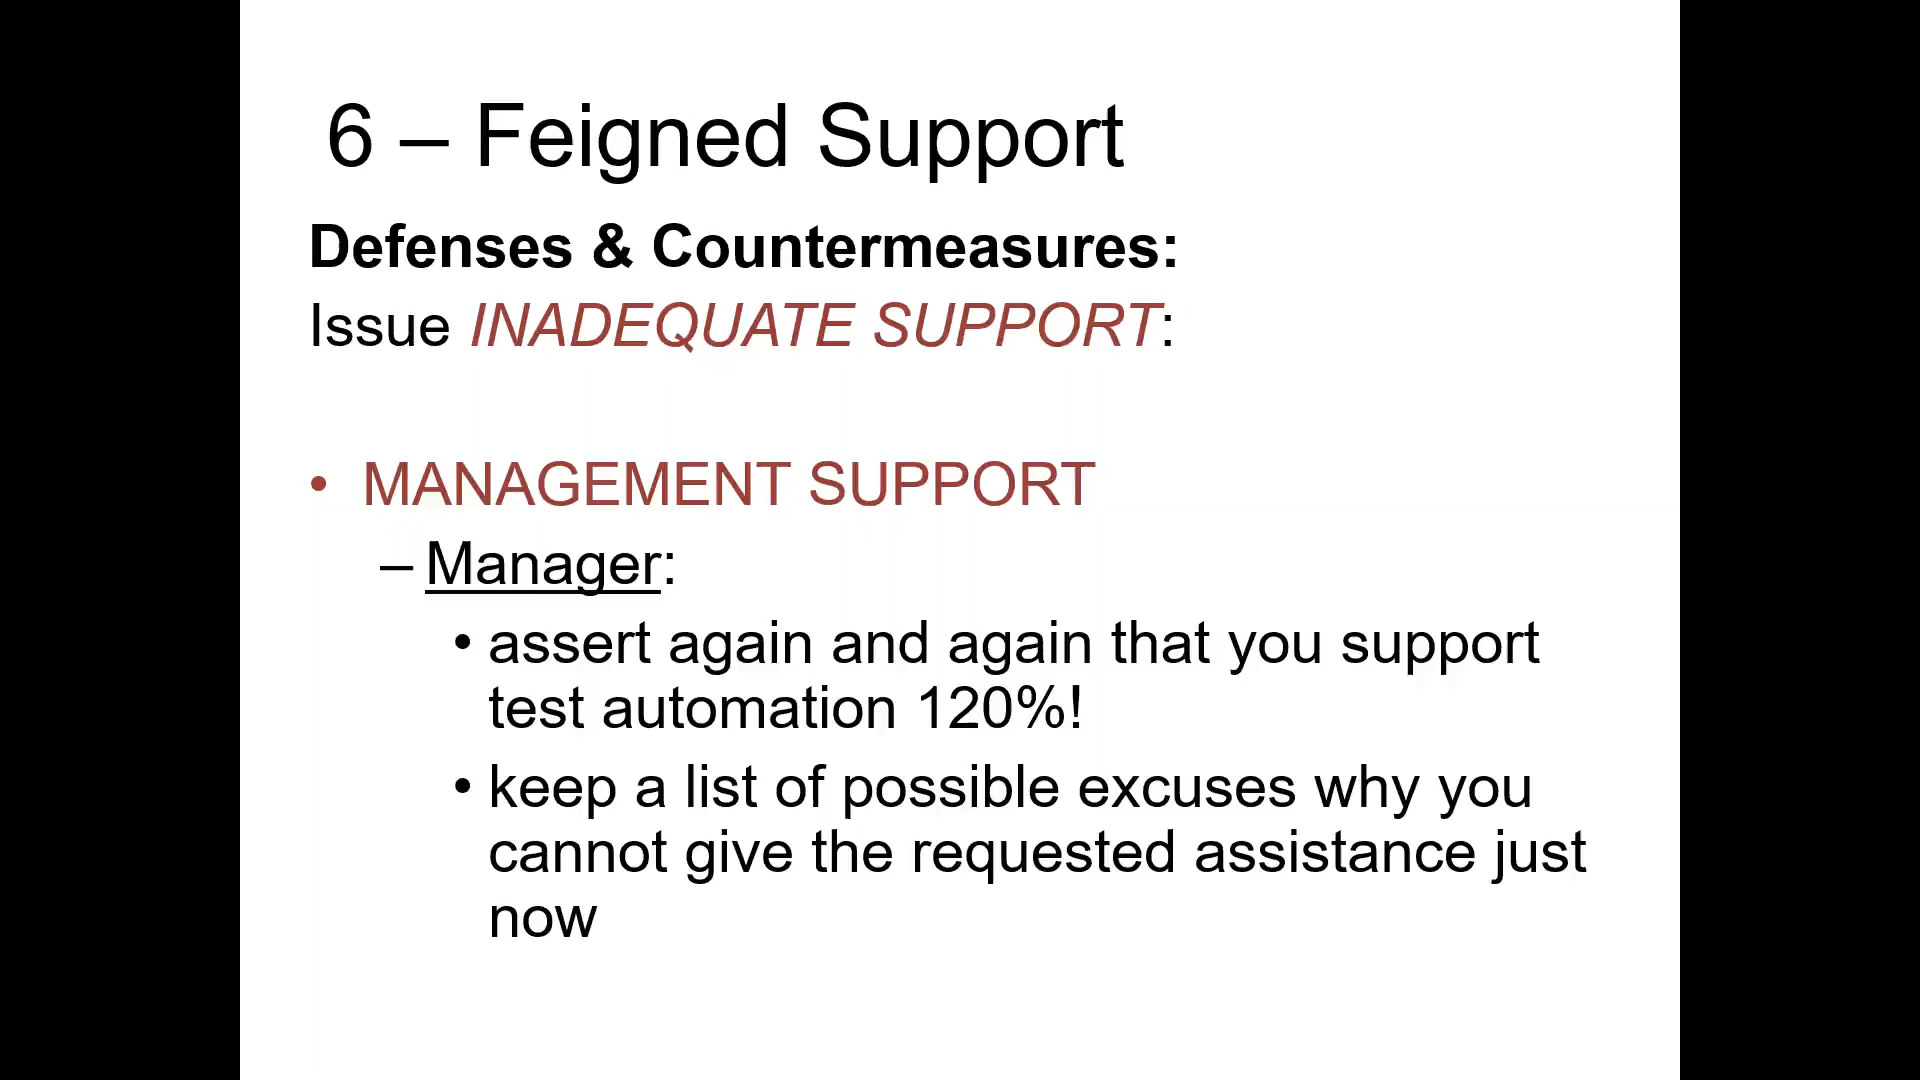 6 – Feigned Support
Defenses & Countermeasures:
Issue INADEQUATE SUPPORT:
• MANAGEMENT SUPPORT
– Manager:
• assert again and again that you support
test automation 120%!
• keep a list of possible excuses why you
cannot give the requested assistance just
now